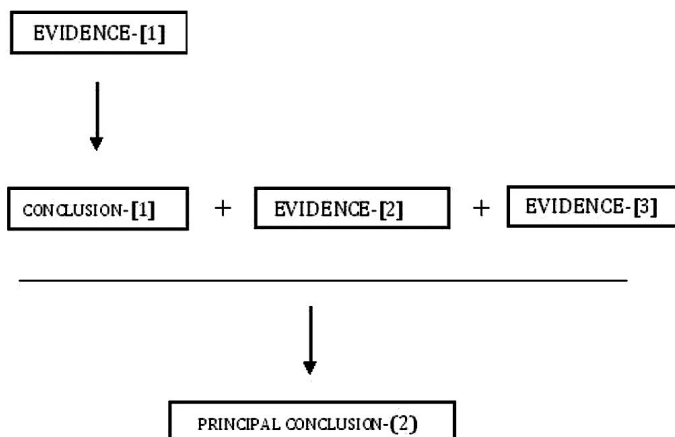 EVIDENCE-[1]
CONCLUSION-[1] + EVIDENCE-[2] + EVIDENCE-[3]
PRINCIPAL CONCLUSION-(2)